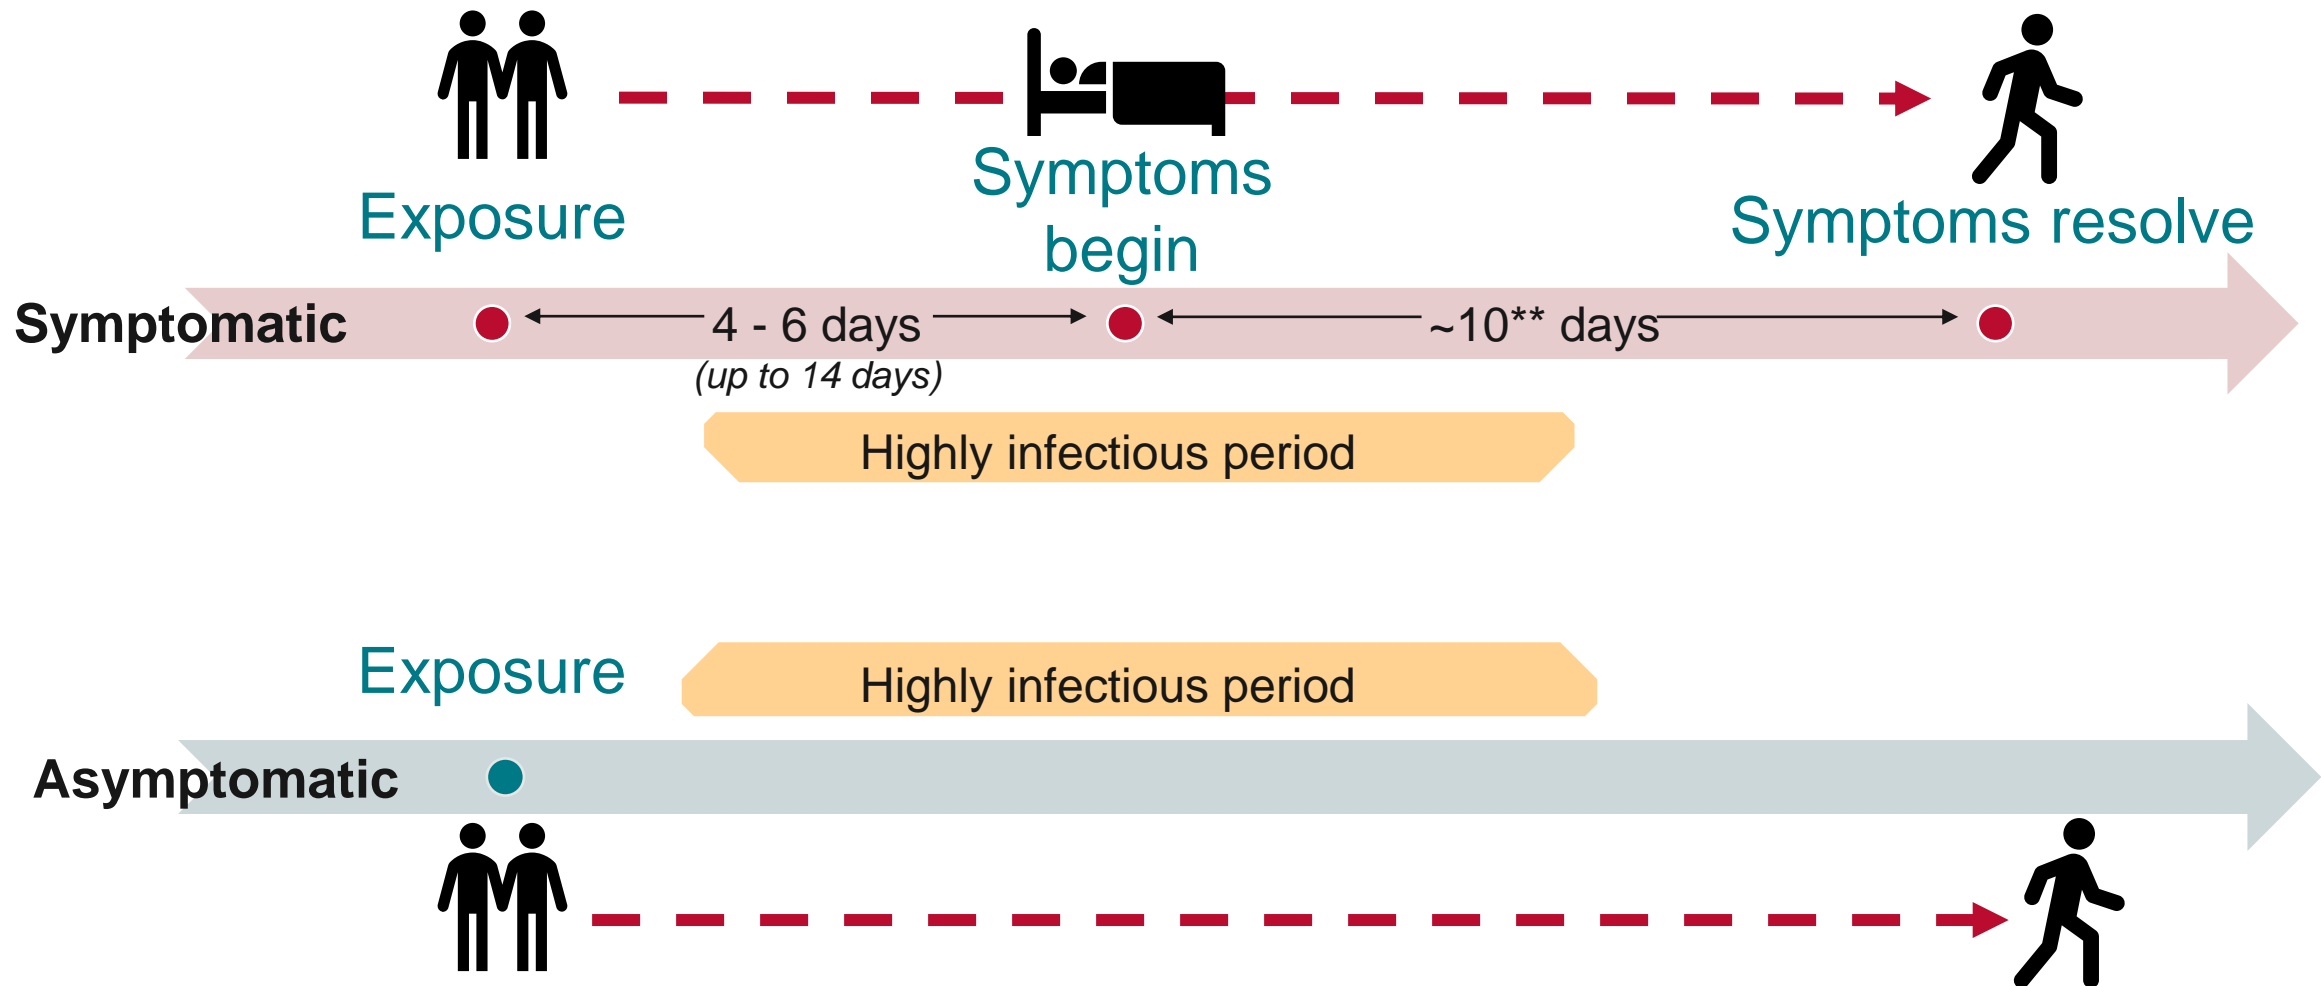 Exposure
Symptoms
begin
Symptoms resolve
Symptomatic
4 - 6 days
(up to 14 days)
~10** days
Highly infectious period
Exposure
Highly infectious period
Asymptomatic